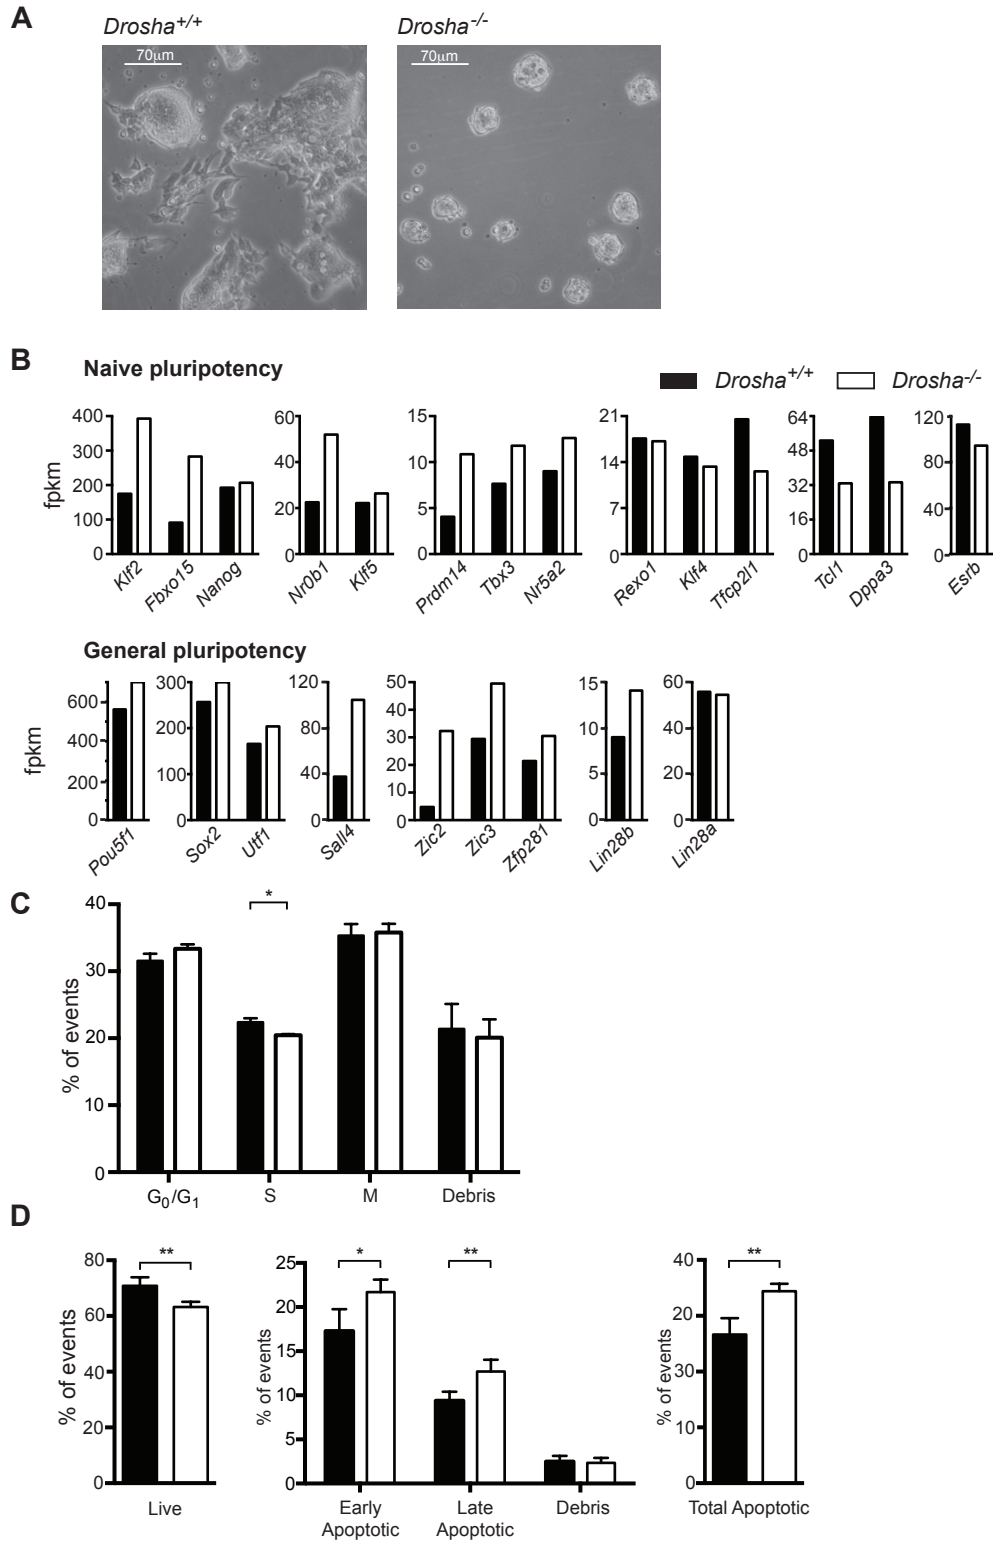 A
Drosha+/+
Drosha-/-
70µm
70µm
B
Naive pluripotency
Drosha+/+
Drosha-/-
fpkm
400
300
200
100
0
Klf2
Fbxo15
Nanog
60
40
20
0
Nr0b1
Klf5
15
10
5
0
Prdm14
Tbx3
Nr5a2
21
14
7
0
Rexo1
Klf4
Tfcp2l1
64
48
32
16
0
Tcl1
Dppa3
120
80
40
0
Esrb
General pluripotency
fpkm
600
400
200
0
Pou5f1
300
200
100
0
Sox2
Utf1
120
80
40
0
Sall4
50
40
30
20
10
0
Zic2
Zic3
Zfp281
15
10
5
0
Lin28b
60
40
20
0
Lin28a
C
% of events
40
30
20
10
0
*
G0/G1
S
M
Debris
D
% of events
80
60
40
20
0
**
Live
% of events
25
20
15
10
5
0
*
**
Early
Apoptotic
Late
Apoptotic
Debris
% of events
40
20
30
10
0
**
Total Apoptotic